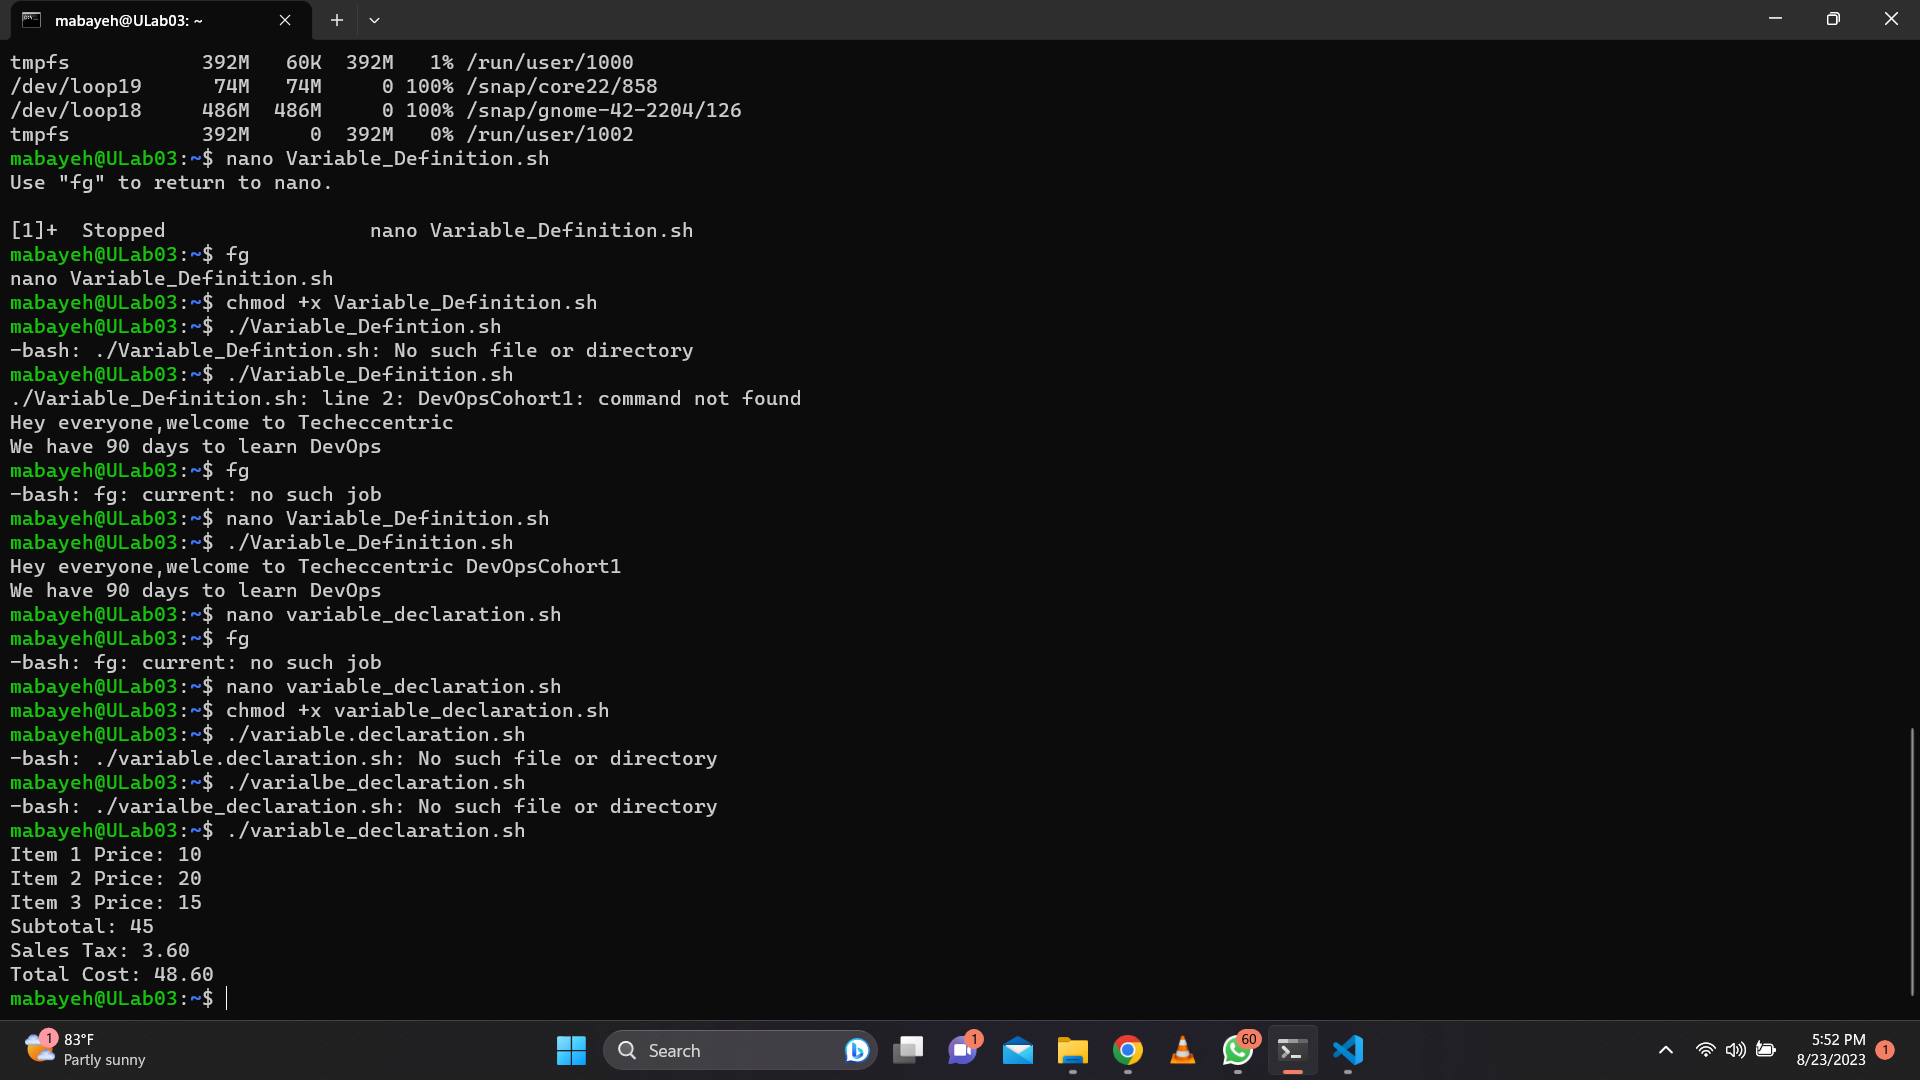 mabayeh@ULab03: ~
tmpfs 392M 60K 392M 1% /run/user/1000
/dev/loop19 74M 74M 0 100% /snap/core22/858
/dev/loop18 486M 486M 0 100% /snap/gnome-42-2204/126
tmpfs 392M 0 392M 0% /run/user/1002
mabayeh@ULab03:~$ nano Variable_Definition.sh
Use "fg" to return to nano.
[1]+ Stopped nano Variable_Definition.sh
mabayeh@ULab03:~$ fg
nano Variable_Definition.sh
mabayeh@ULab03:~$ chmod +x Variable_Definition.sh
mabayeh@ULab03:~$ ./Variable_Defintion.sh
-bash: ./Variable_Defintion.sh: No such file or directory
mabayeh@ULab03:~$ ./Variable_Definition.sh
./Variable_Definition.sh: line 2: DevOpsCohort1: command not found
Hey everyone,welcome to Techeccentric
We have 90 days to learn DevOps
mabayeh@ULab03:~$ fg
-bash: fg: current: no such job
mabayeh@ULab03:~$ nano Variable_Definition.sh
mabayeh@ULab03:~$ ./Variable_Definition.sh
Hey everyone,welcome to Techeccentric DevOpsCohort1
We have 90 days to learn DevOps
mabayeh@ULab03:~$ nano variable_declaration.sh
mabayeh@ULab03:~$ fg
-bash: fg: current: no such job
mabayeh@ULab03:~$ nano variable_declaration.sh
mabayeh@ULab03:~$ chmod +x variable_declaration.sh
mabayeh@ULab03:~$ ./variable.declaration.sh
-bash: ./variable.declaration.sh: No such file or directory
mabayeh@ULab03:~$ ./varialbe_declaration.sh
-bash: ./varialbe_declaration.sh: No such file or directory
mabayeh@ULab03:~$ ./variable_declaration.sh
Item 1 Price: 10
Item 2 Price: 20
Item 3 Price: 15
Subtotal: 45
Sales Tax: 3.60
Total Cost: 48.60
mabayeh@ULab03:~$
1
83°F
Partly sunny
Search
1
60
5:52 PM
8/23/2023
1